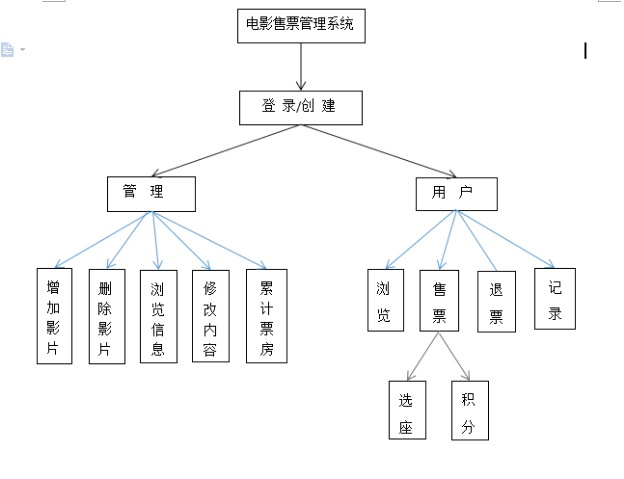 电影售票管理系统
登 录/创 建
管 理
用 户
增加影片
删除影片
浏览信息
修改内容
累计票房
浏览
售票
退票
记录
选座
积分